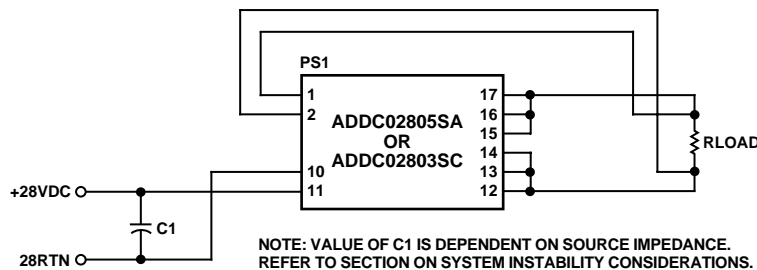 PS1
1
2
10
11
ADDC02805SA
OR
ADDC02803SC
17
16
15
14
13
12
RLOAD
+28VDC
C1
28RTN
NOTE: VALUE OF C1 IS DEPENDENT ON SOURCE IMPEDANCE.
REFER TO SECTION ON SYSTEM INSTABILITY CONSIDERATIONS.